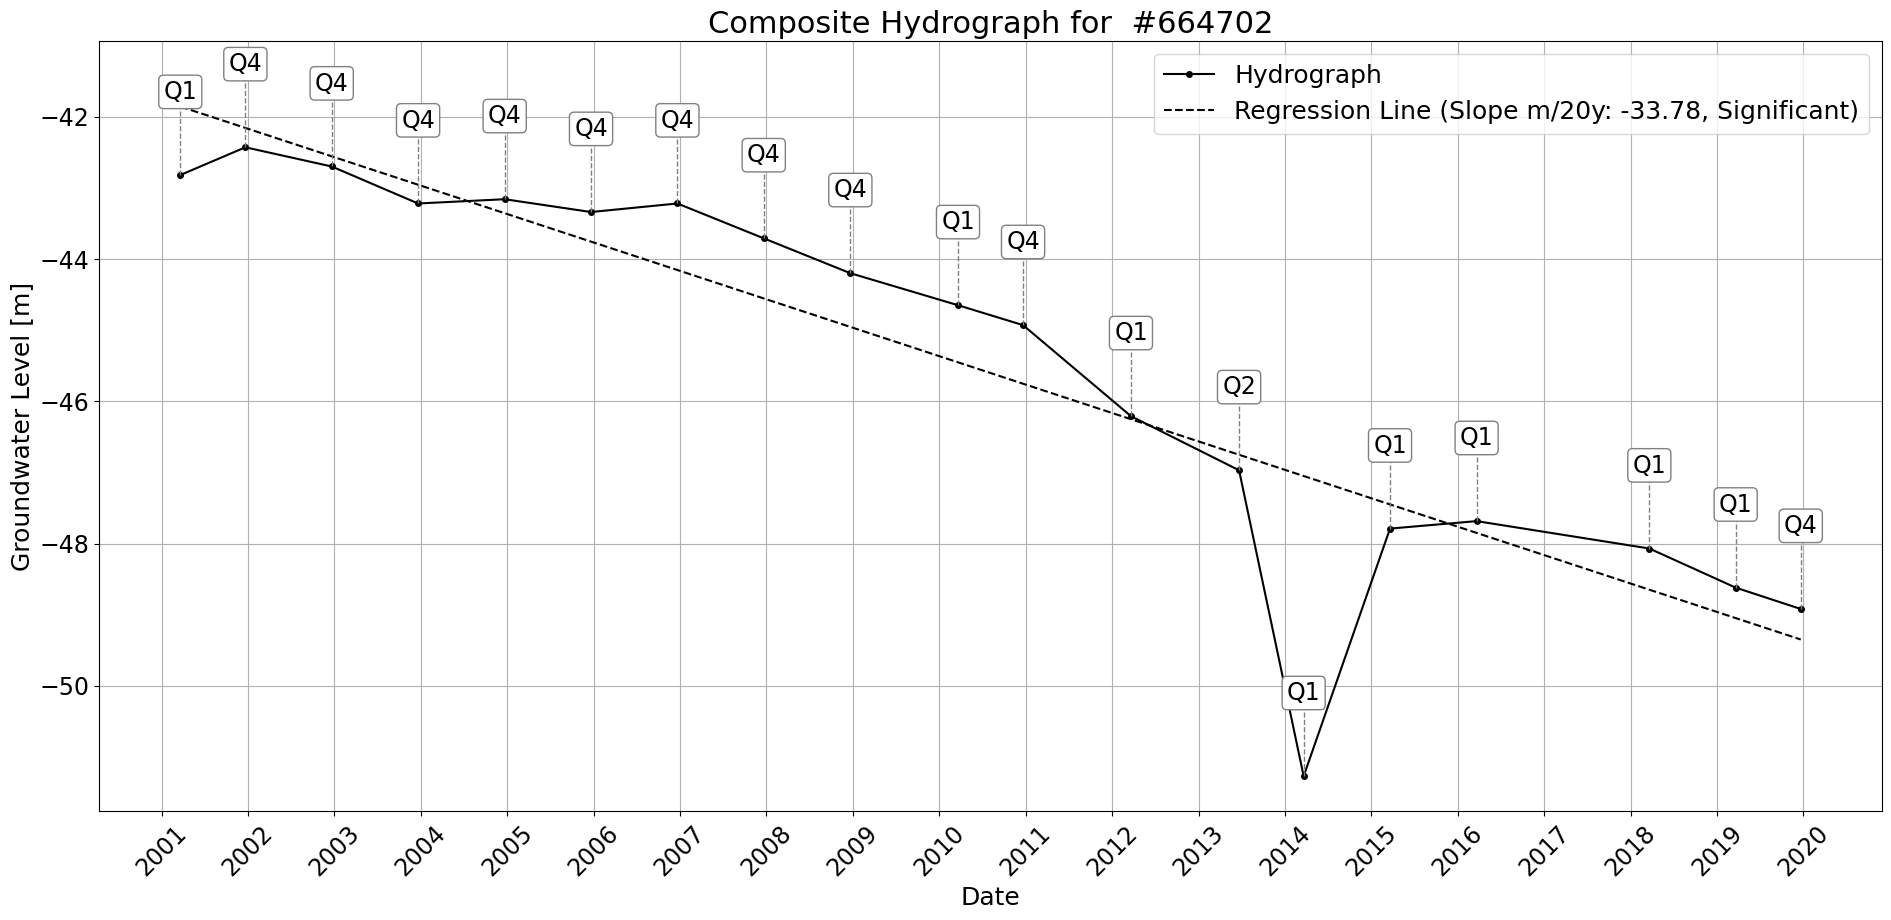 Composite Hydrograph for  #664702
Hydrograph
Regression Line (Slope m/20y: -33.78, Significant)
Q1
Q4
Q4
Q4
Q4
Q4
Q4
Q4
Q4
Q1
Q4
Q1
Q2
Q1
Q1
Q1
Q1
Q1
Q4
Groundwater Level [m]
−42
−44
−46
−48
−50
2001
2002
2003
2004
2005
2006
2007
2008
2009
2010
2011
2012
2013
2014
2015
2016
2017
2018
2019
2020
Date